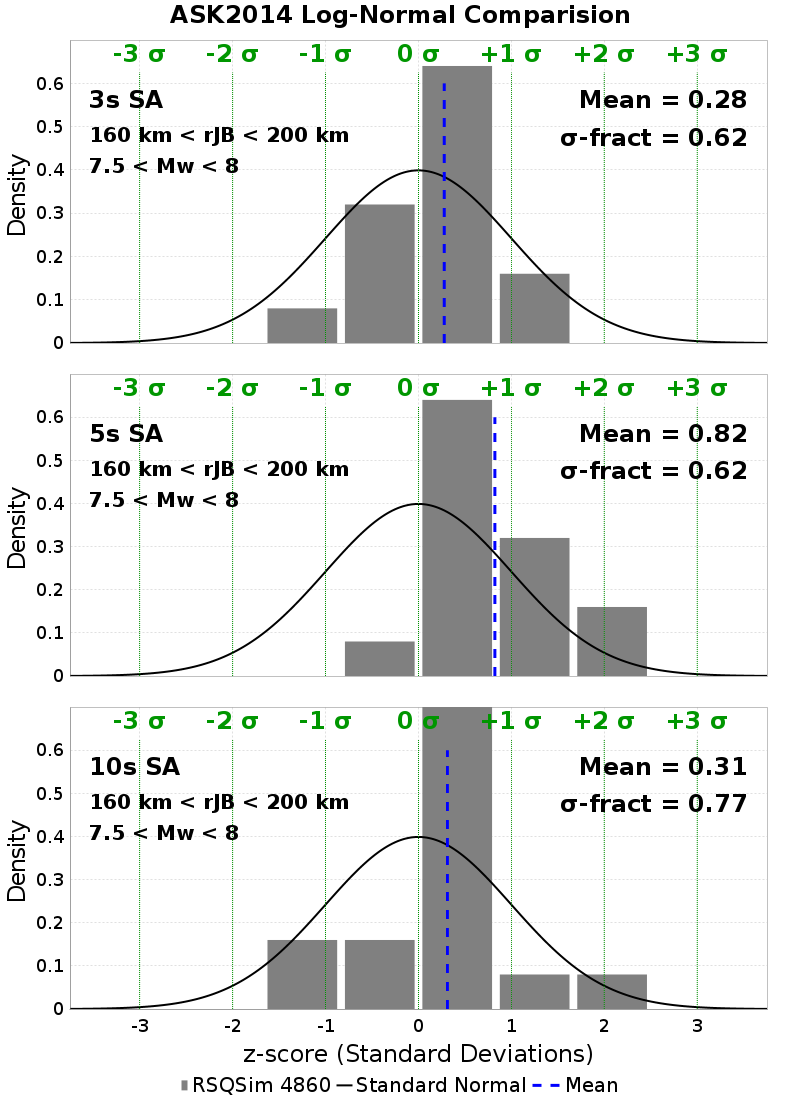 ASK2014 Log-Normal Comparision
-3 σ -2 σ -1 σ 0 σ +1 σ +2 σ +3 σ
0.6
3s SA Mean = 0.28
0.5 160 km < rJB < 200 km σ-fract = 0.62
7.5 < Mw < 8
0.4
Density
0.3
0.2
0.1
0
-3 σ -2 σ -1 σ 0 σ +1 σ +2 σ +3 σ
0.6
5s SA Mean = 0.82
0.5 160 km < rJB < 200 km σ-fract = 0.62
7.5 < Mw < 8
0.4
Density
0.3
0.2
0.1
0
-3 σ -2 σ -1 σ 0 σ +1 σ +2 σ +3 σ
0.6
10s SA Mean = 0.31
0.5 160 km < rJB < 200 km σ-fract = 0.77
7.5 < Mw < 8
0.4
Density
0.3
0.2
0.1
0
-3 -2 -1 0 1 2 3
z-score (Standard Deviations)
RSQSim 4860 Standard Normal Mean